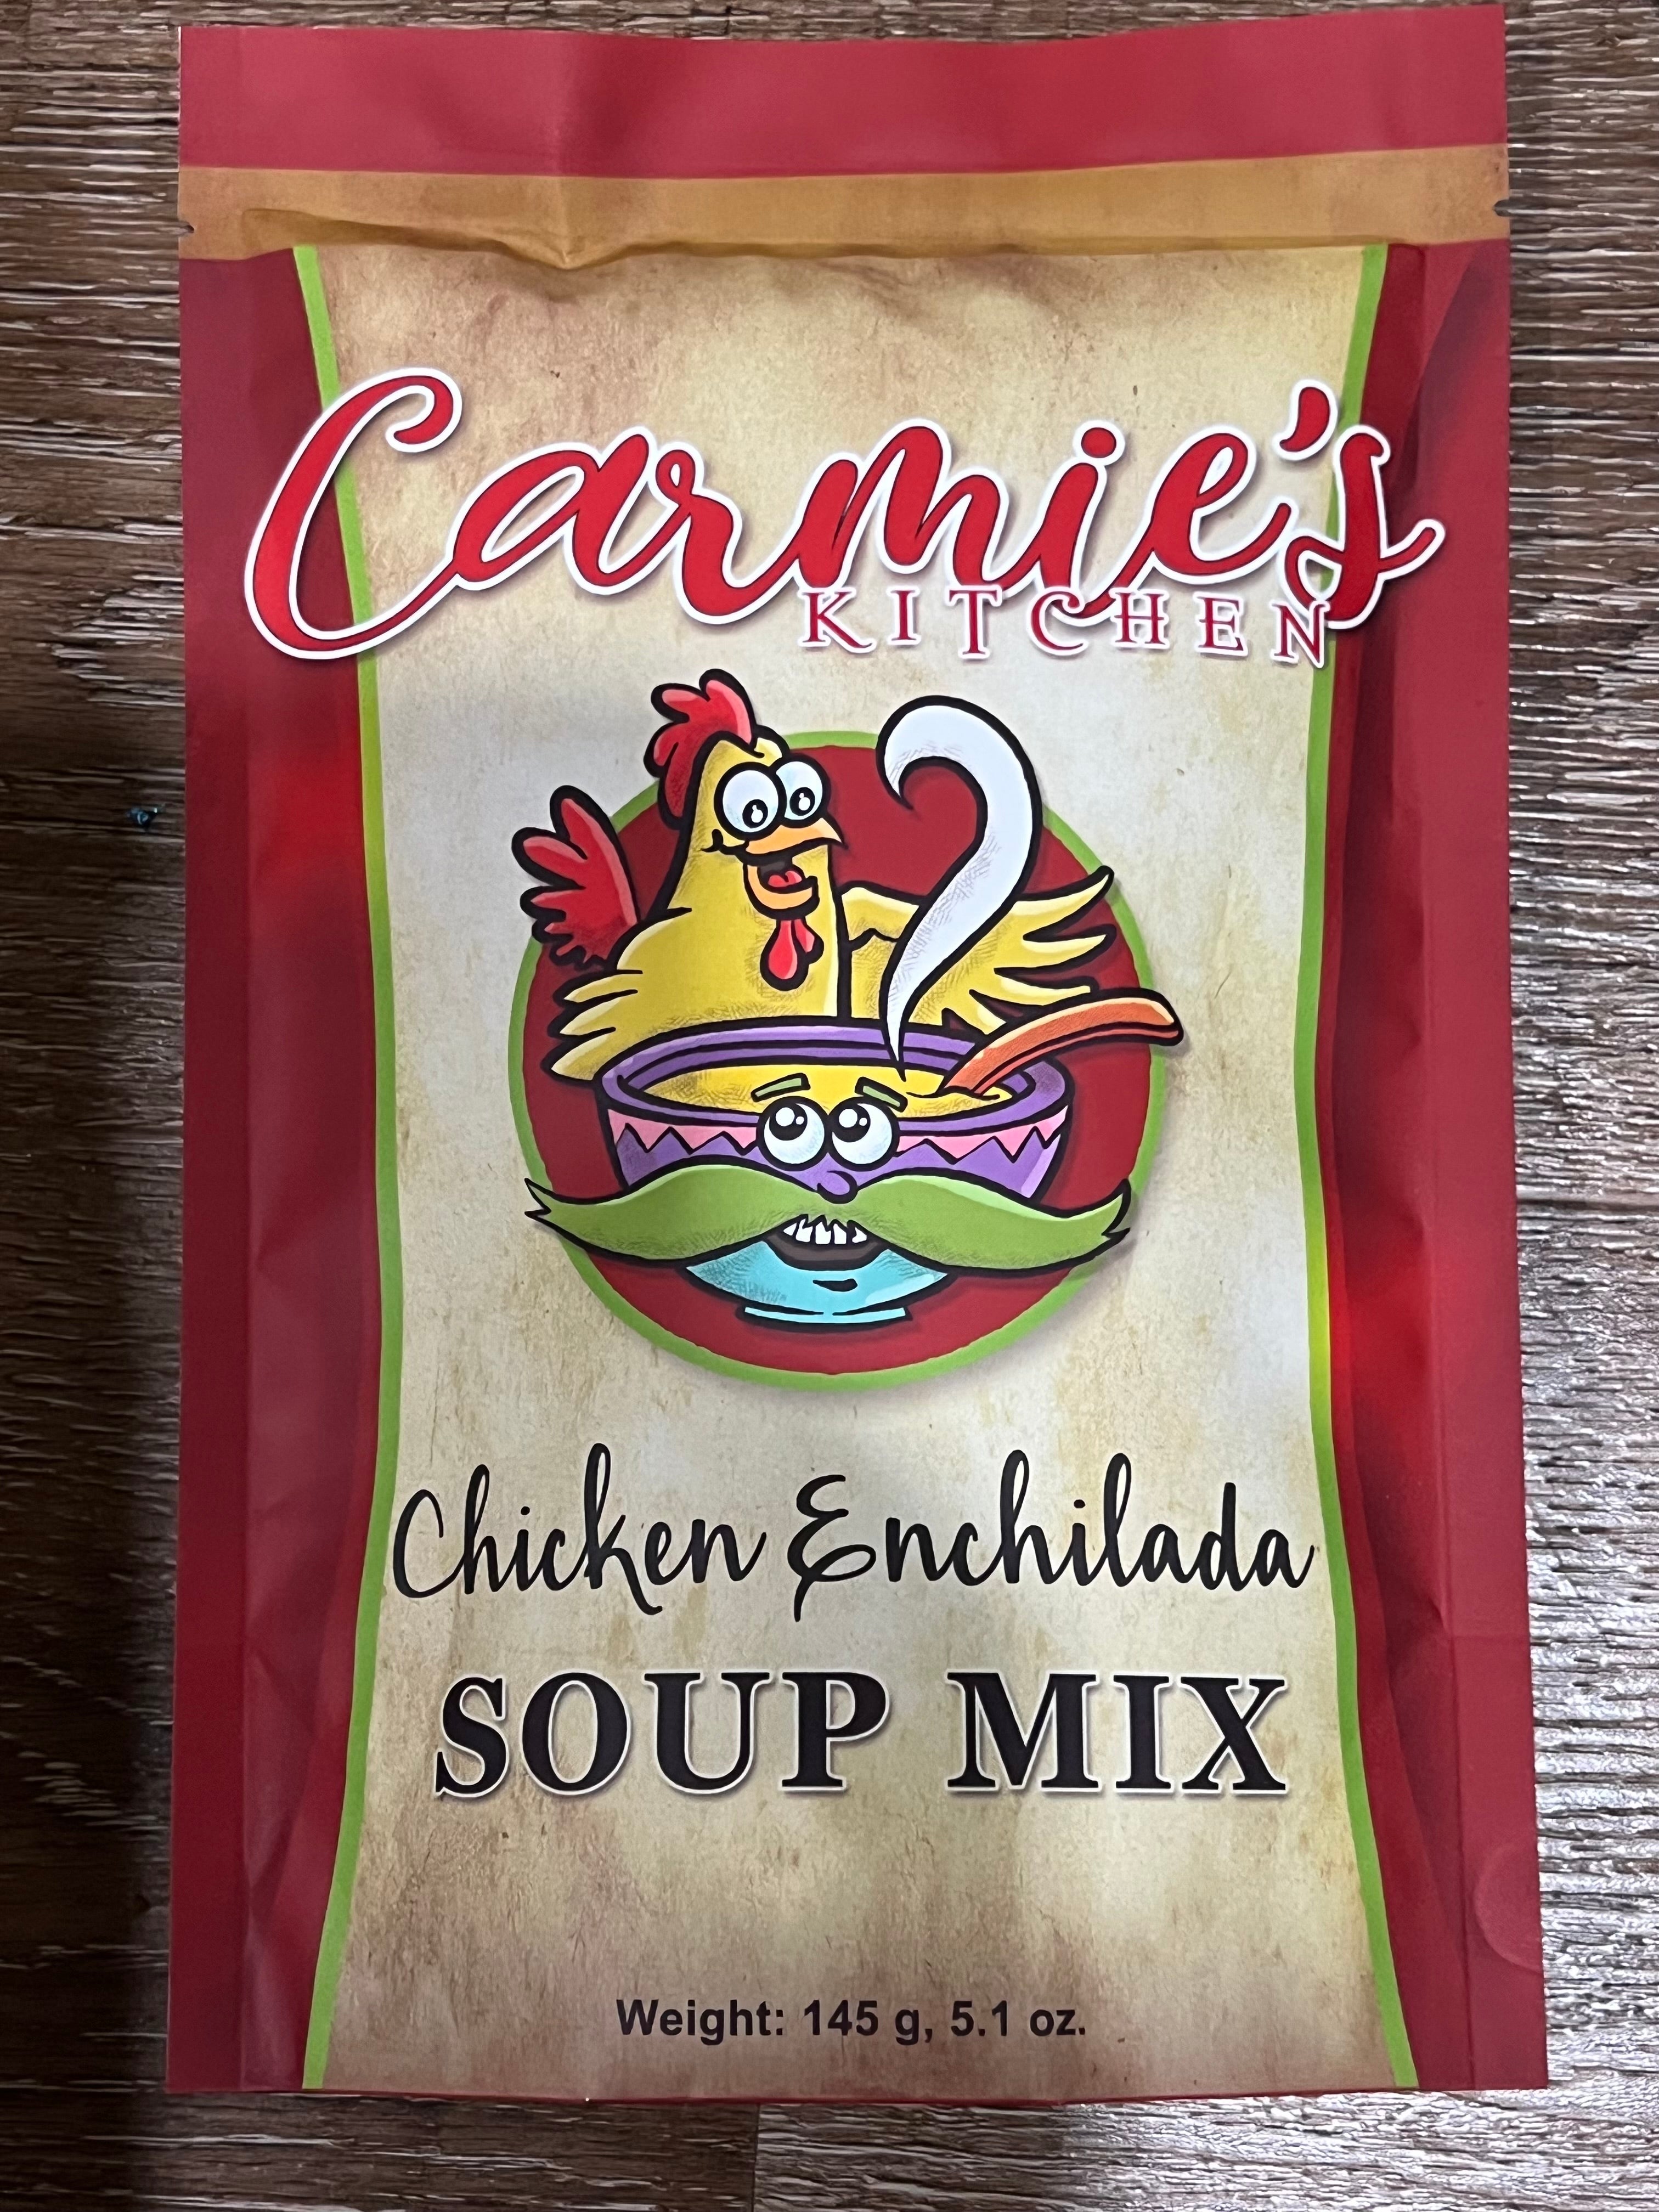 Carmie's
KITCHEN
Chicken Enchilada
SOUP MIX
Weight: 145 g, 5.1 oz.